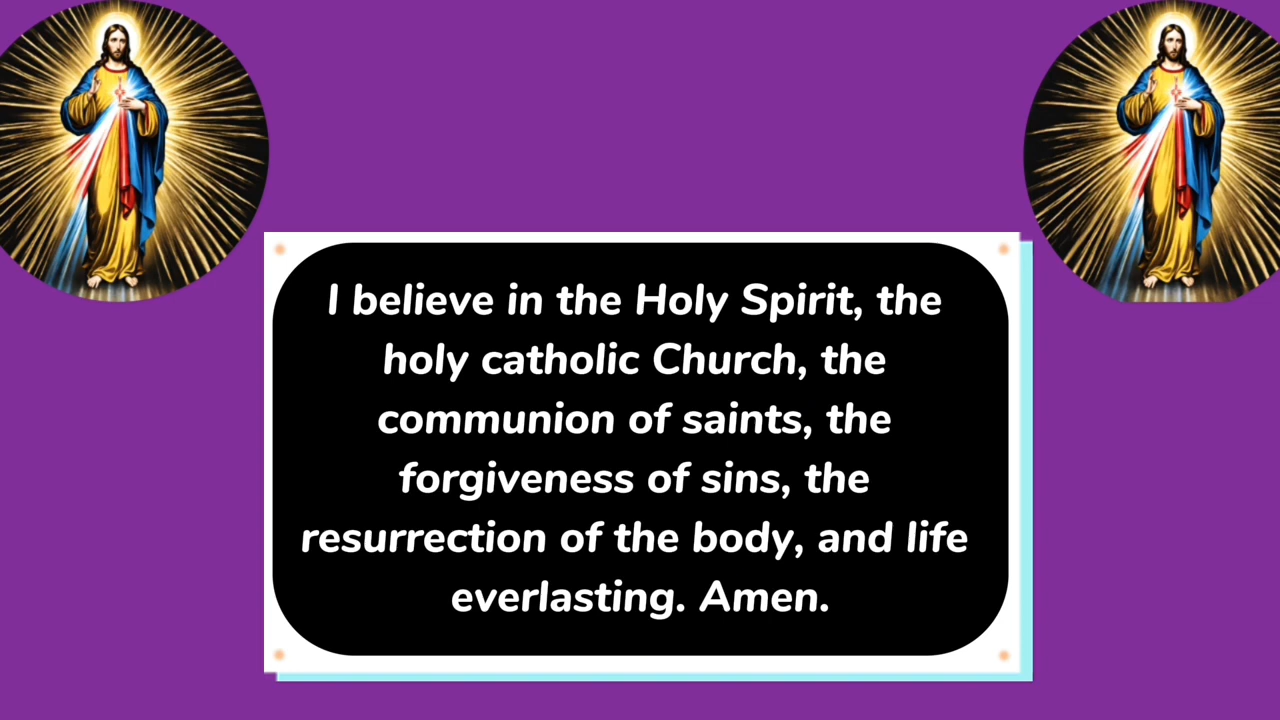 I believe in the Holy Spirit, the
holy catholic Church, the
communion of saints, the
forgiveness of sins, the
resurrection of the body, and life
everlasting. Amen.